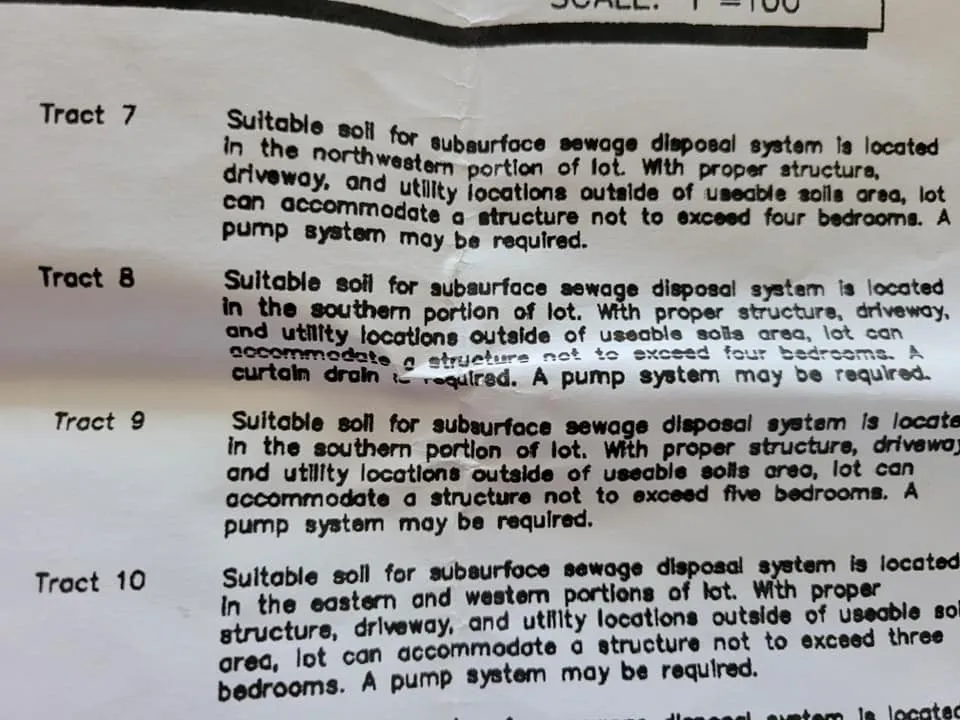 Tract 7
Suitable soil for subsurface sewage disposal system is located
in the northwestern portion of lot. With proper structure,
driveway, and utility locations outside of useable soils area, lot
can accommodate a structure not to exceed four bedrooms. A
pump system may be required.
Tract 8
Suitable soil for subsurface sewage disposal system is located
in the southern portion of lot. With proper structure, driveway,
and utility locations outside of useable soils area, lot can
accommodate a structure not to exceed four bedrooms. A
curtain drain is required. A pump system may be required.
Tract 9
Suitable soil for subsurface sewage disposal system is locate
in the southern portion of lot. With proper structure, driveway
and utility locations outside of useable soils area, lot can
accommodate a structure not to exceed five bedrooms. A
pump system may be required.
Tract 10
Suitable soil for subsurface sewage disposal system is located
in the eastern and western portions of lot. With proper
structure, driveway, and utility locations outside of useable soi
area, lot can accommodate a structure not to exceed three
bedrooms. A pump system may be required.
disposal system is located